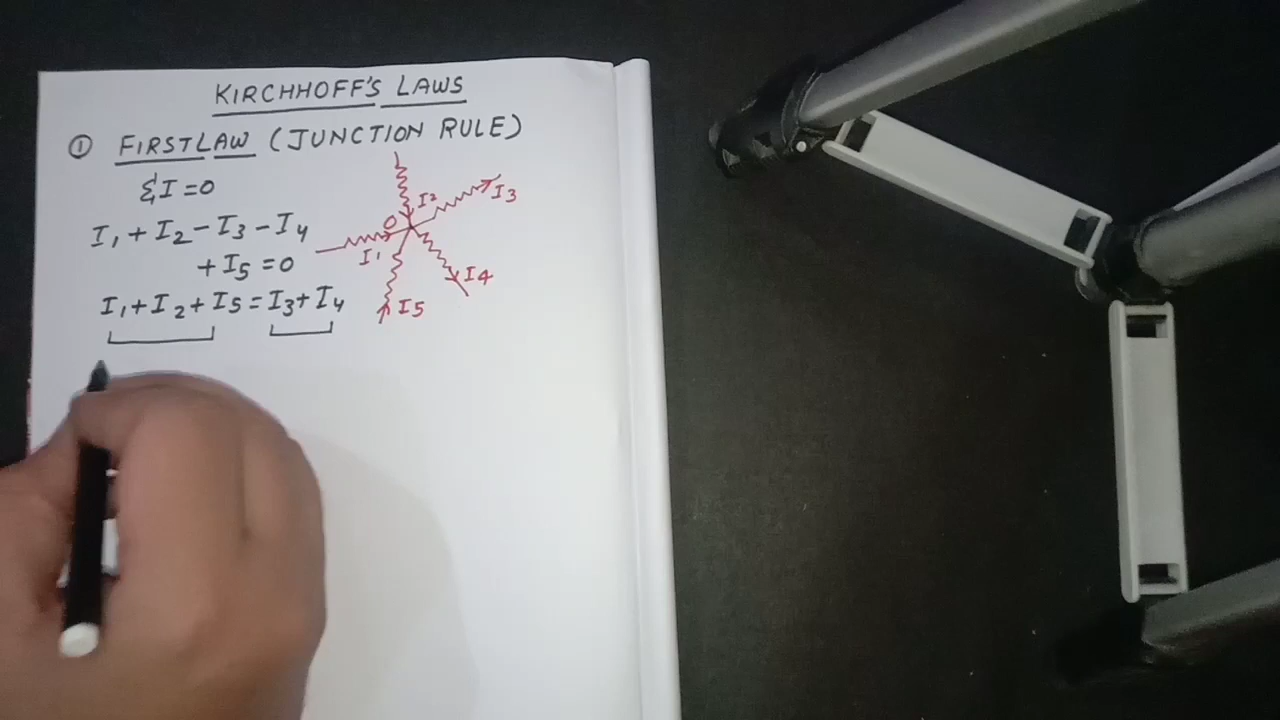 KIRCHHOFF'S LAWS
① FIRST LAW (JUNCTION RULE)
ΣI = 0
I₁ + I₂ - I₃ - I₄
+ I₅ = 0
I₁ + I₂ + I₅ = I₃ + I₄
I2
I3
O
I1
I4
I5